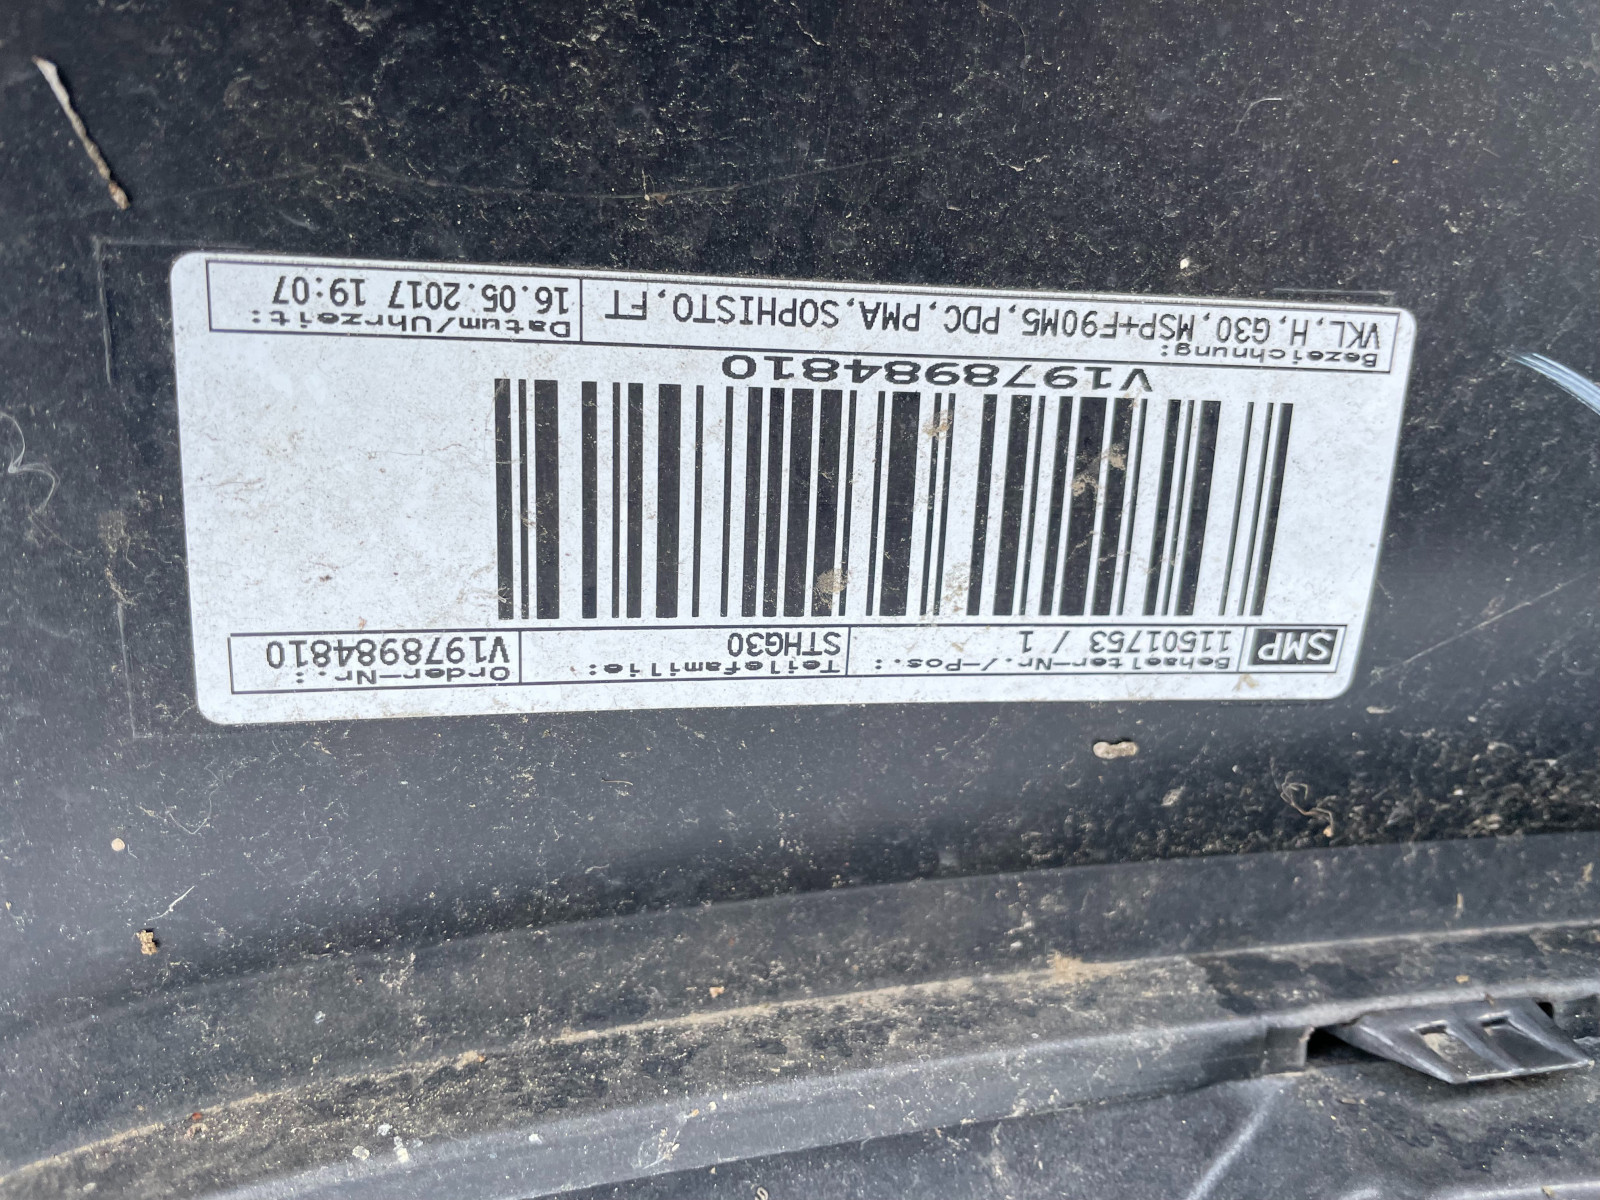 SMP Behaelter-Nr./-Pos.: Teilefamilie: Order-Nr.:
11501753 / 1 STHG30 V1978984810
V1978984810
Bezeichnung: Datum/Uhrzeit:
VKL,H,G30,MSP+F90M5,PDC,PMA,SOPHISTO,FT 16.05.2017 19:07